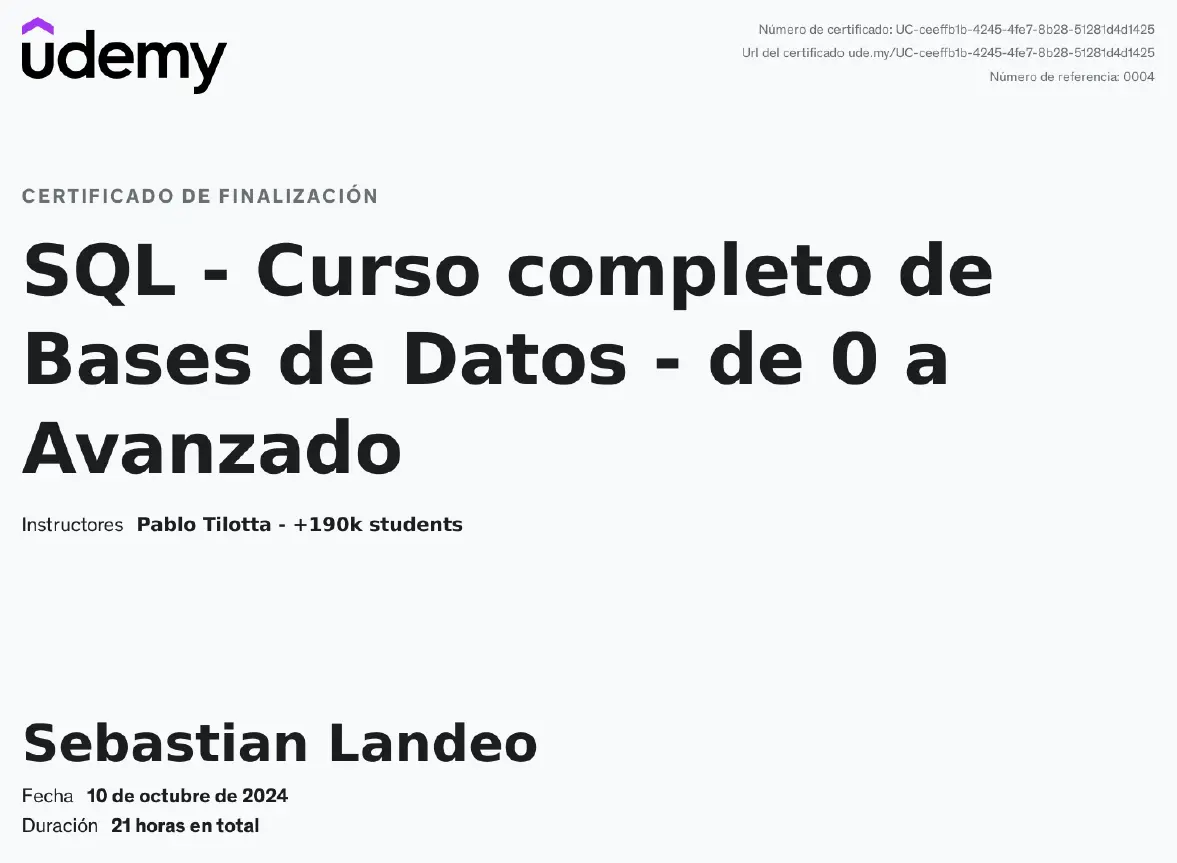 udemy
Número de certificado: UC-ceeffb1b-4245-4fe7-8b28-51281d4d1425
Url del certificado ude.my/UC-ceeffb1b-4245-4fe7-8b28-51281d4d1425
Número de referencia: 0004
CERTIFICADO DE FINALIZACIÓN
SQL - Curso completo de
Bases de Datos - de 0 a
Avanzado
Instructores Pablo Tilotta - +190k students
Sebastian Landeo
Fecha 10 de octubre de 2024
Duración 21 horas en total